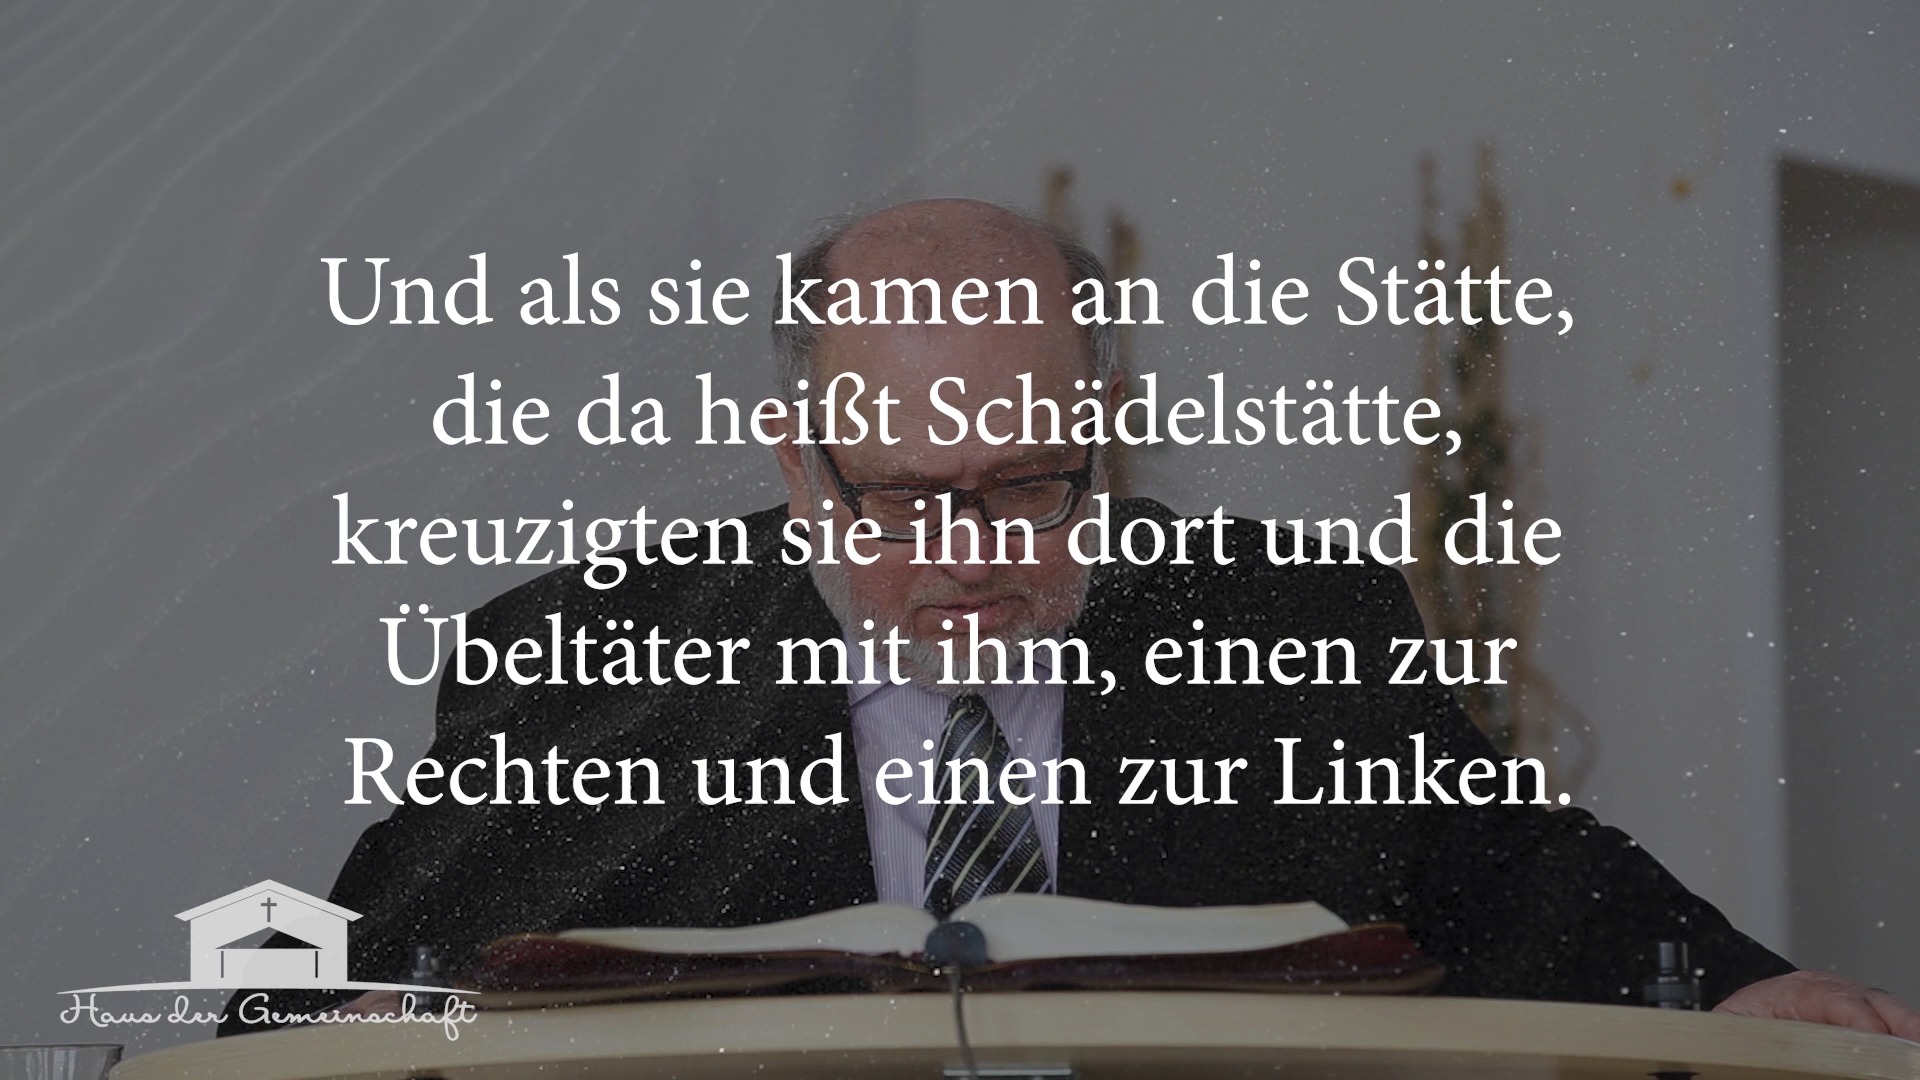 Und als sie kamen an die Stätte,
die da heißt Schädelstätte,
kreuzigten sie ihn dort und die
Übeltäter mit ihm, einen zur
Rechten und einen zur Linken.
Haus der Gemeinschaft